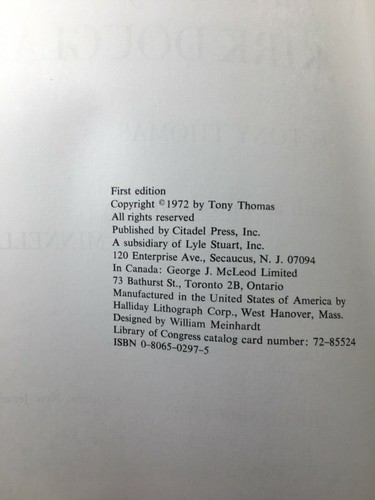 First edition
Copyright © 1972 by Tony Thomas
All rights reserved
Published by Citadel Press, Inc.
A subsidiary of Lyle Stuart, Inc.
120 Enterprise Ave., Secaucus, N. J. 07094
In Canada: George J. McLeod Limited
73 Bathurst St., Toronto 2B, Ontario
Manufactured in the United States of America by
Halliday Lithograph Corp., West Hanover, Mass.
Designed by William Meinhardt
Library of Congress catalog card number: 72-85524
ISBN 0-8065-0297-5